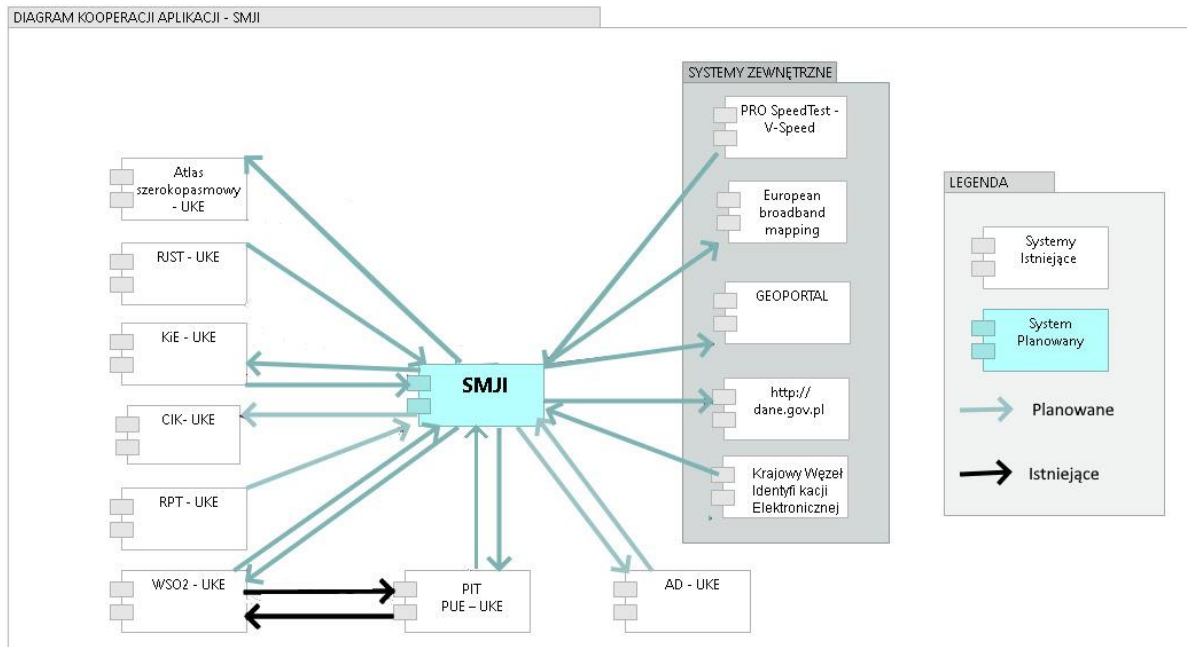 DIAGRAM KOOPERACJI APLIKACJI - SMJI
SYSTEMY ZEWNĘTRZNE
PRO SpeedTest -
V-Speed
European
broadband
mapping
GEOPORTAL
http://
dane.gov.pl
Krajowy Węzeł
Identyfi kacji
Elektronicznej
Atlas
szerokopasmowy
- UKE
RJST - UKE
KiE - UKE
CIK- UKE
RPT - UKE
WSO2 - UKE
SMJI
PIT
PUE – UKE
AD - UKE
LEGENDA
Systemy
Istniejące
System
Planowany
Planowane
Istniejące